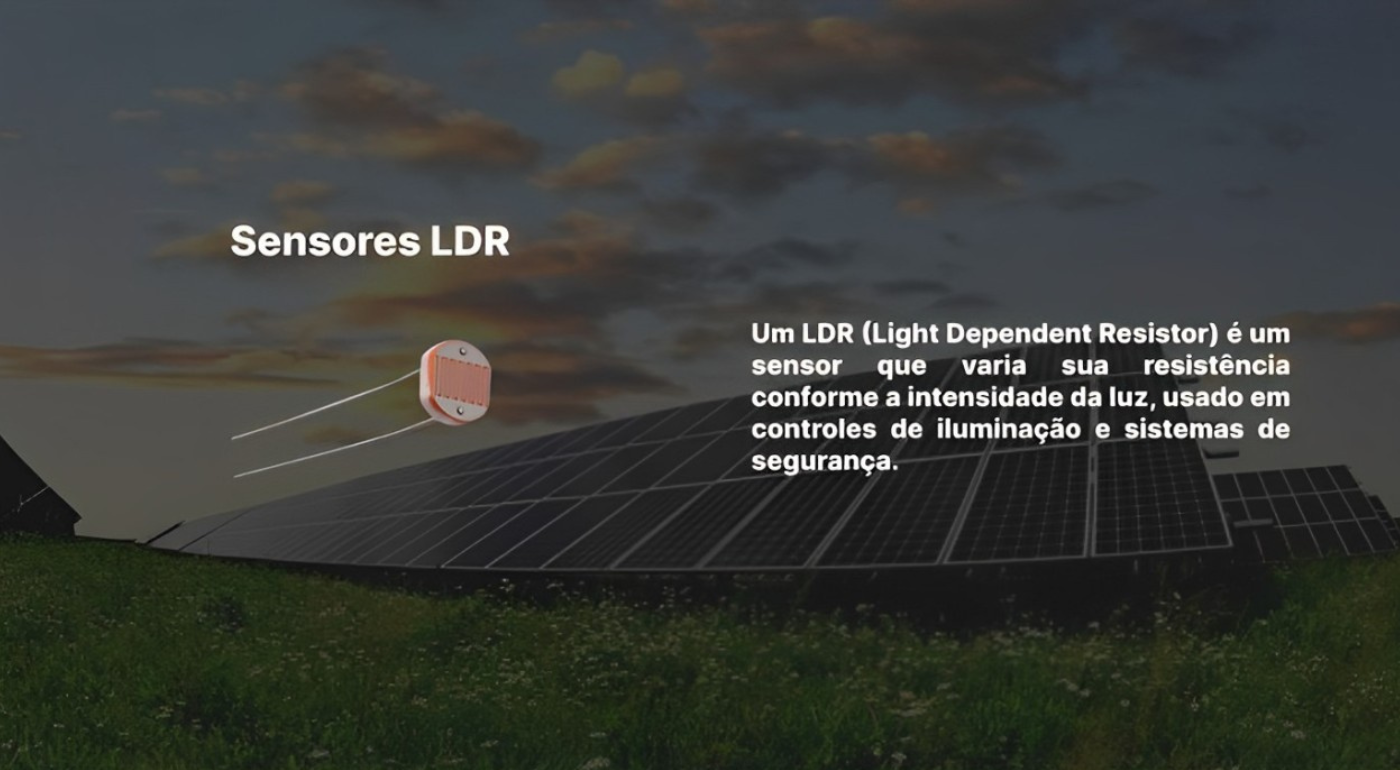 Sensores LDR
Um LDR (Light Dependent Resistor) é um
sensor que varia sua resistência
conforme a intensidade da luz, usado em
controles de iluminação e sistemas de
segurança.